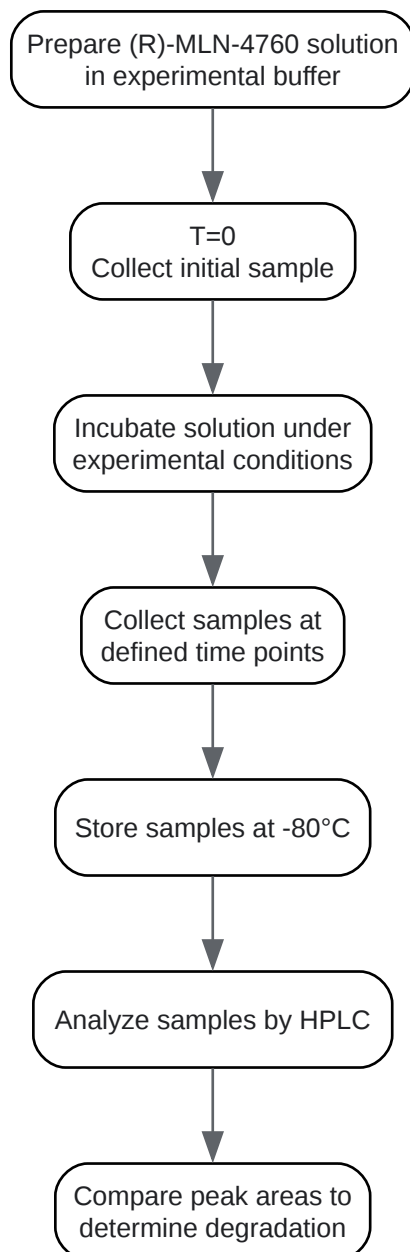 Prepare (R)-MLN-4760 solution
in experimental buffer
T=0
Collect initial sample
Incubate solution under
experimental conditions
Collect samples at
defined time points
Store samples at -80°C
Analyze samples by HPLC
Compare peak areas to
determine degradation